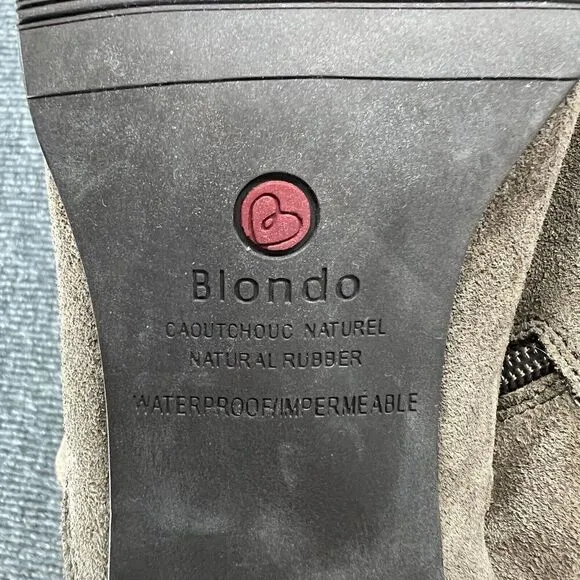 Blondo
CAOUTCHOUC NATUREL
NATURAL RUBBER
WATERPROOF/IMPERMÉABLE